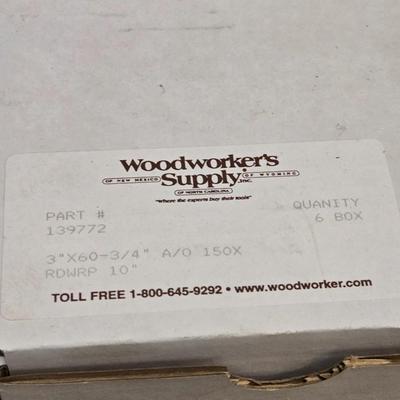 Woodworker's
OF NEW MEXICO Supply, Inc. OF WYOMING
OF NORTH CAROLINA
"where the experts buy their tools"
PART # QUANITY
139772 6 BOX
3"X60-3/4" A/O 150X
RDWRP 10"
TOLL FREE 1-800-645-9292 • www.woodworker.com